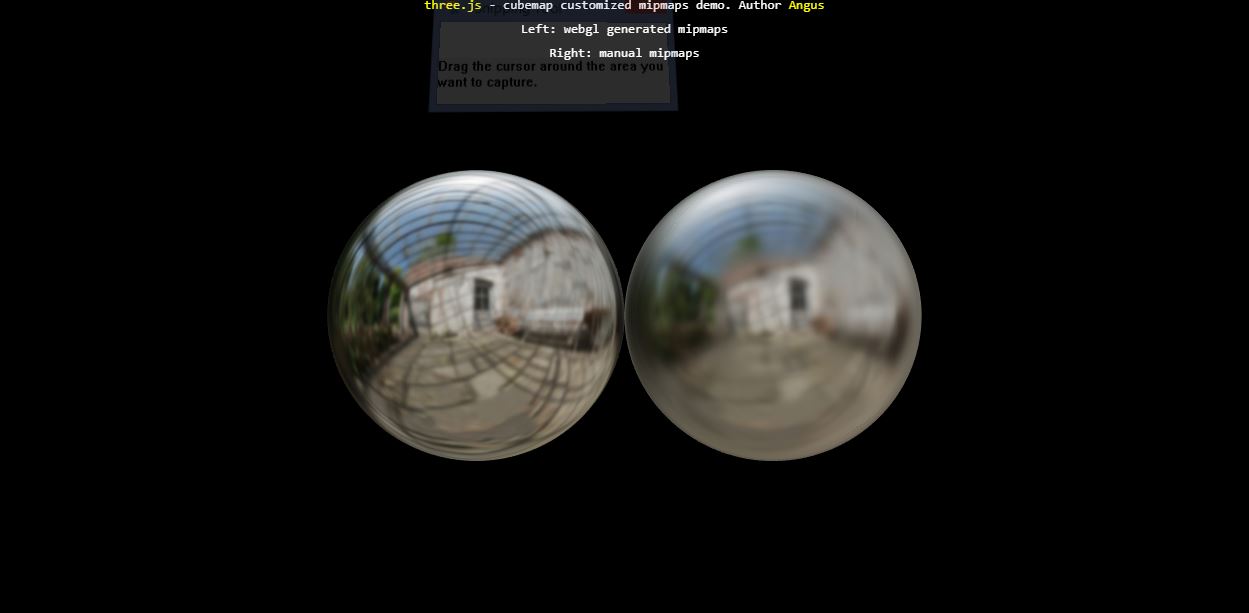 three.js - cubemap customized mipmaps demo. Author Angus
Left: webgl generated mipmaps
Right: manual mipmaps
Drag the cursor around the area you
want to capture.